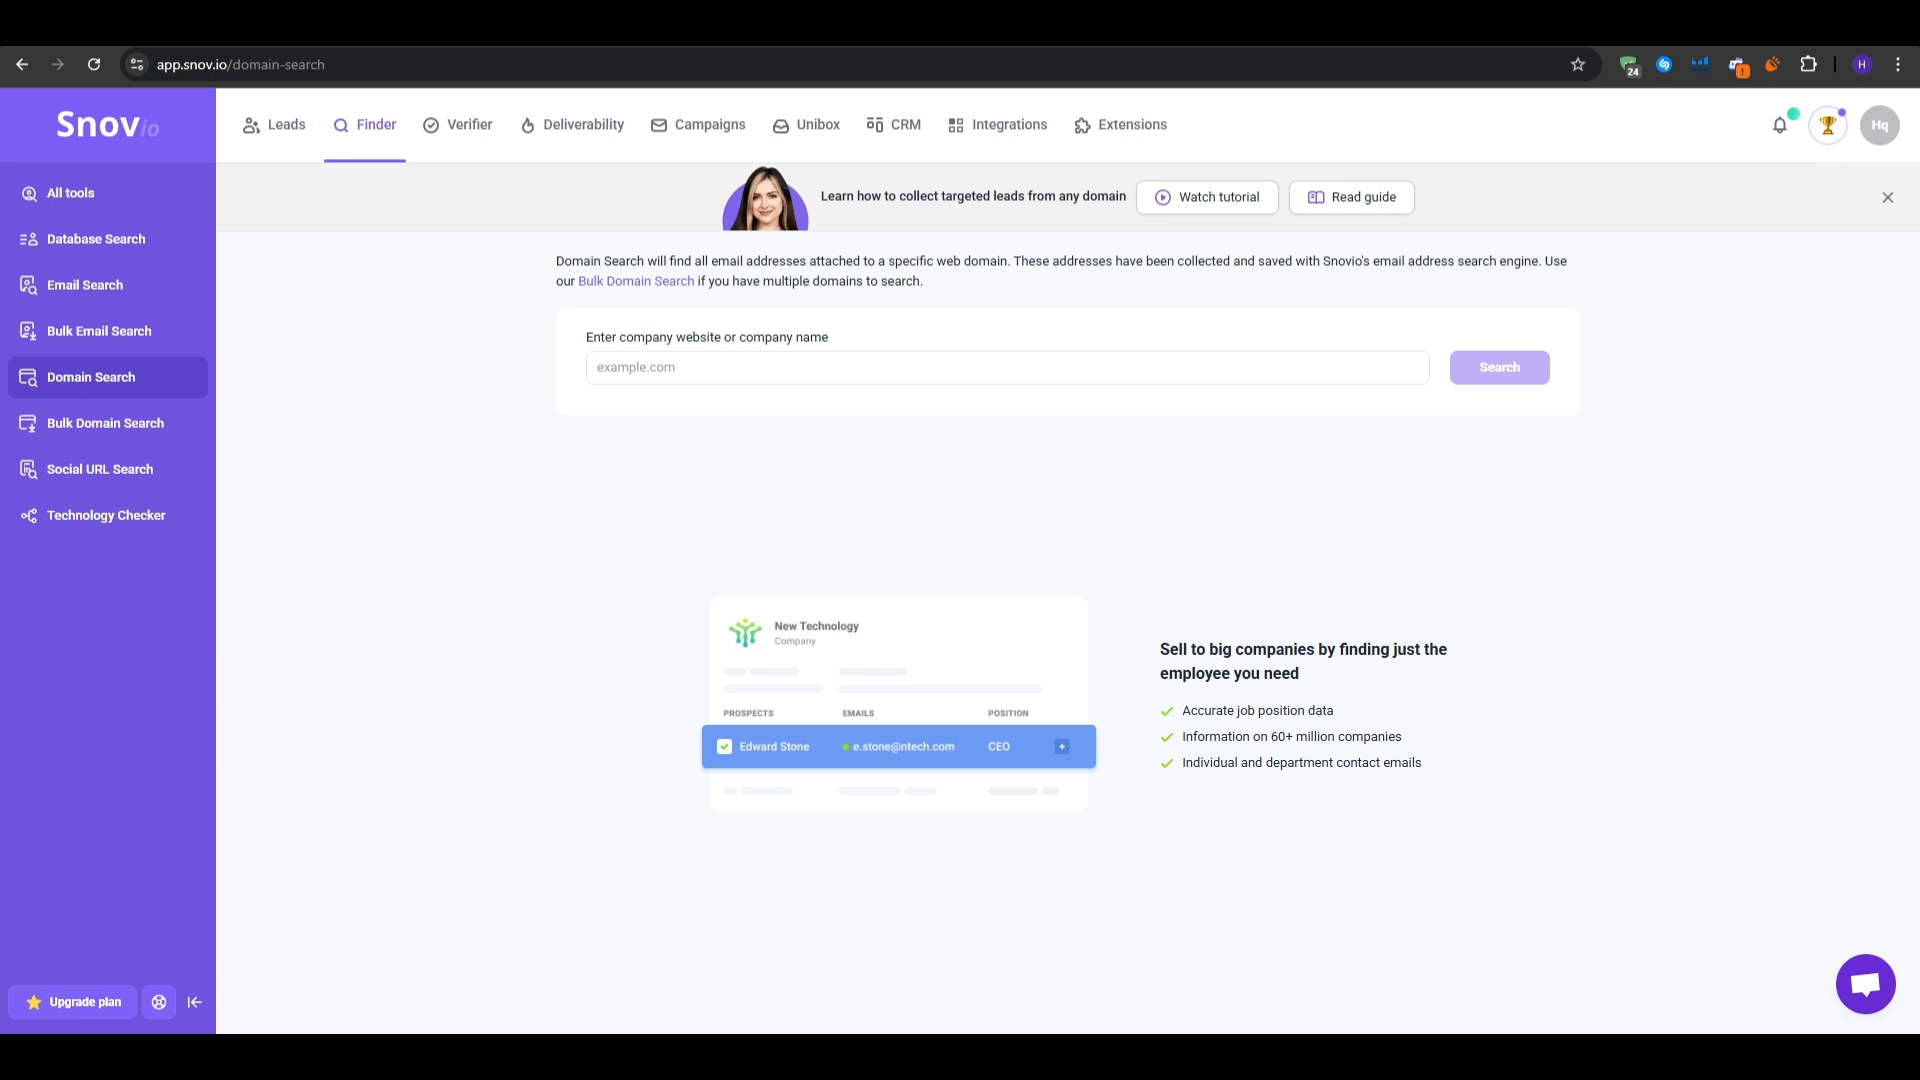 app.snov.io/domain-search
24
H
Snovio
Leads
Finder
Verifier
Deliverability
Campaigns
Unibox
CRM
Integrations
Extensions
Hq
All tools
Database Search
Email Search
Bulk Email Search
Domain Search
Bulk Domain Search
Social URL Search
Technology Checker
Upgrade plan
Learn how to collect targeted leads from any domain
Watch tutorial
Read guide
Domain Search will find all email addresses attached to a specific web domain. These addresses have been collected and saved with Snovio's email address search engine. Use
our Bulk Domain Search if you have multiple domains to search.
Enter company website or company name
example.com
Search
New Technology
Company
PROSPECTS EMAILS POSITION
Edward Stone e.stone@ntech.com CEO +
Sell to big companies by finding just the
employee you need
Accurate job position data
Information on 60+ million companies
Individual and department contact emails